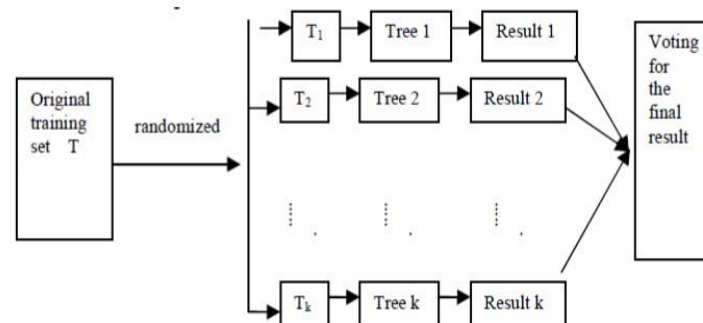 Original
training
set T
randomized
T₁
Tree 1
Result 1
T₂
Tree 2
Result 2
Tₖ
Tree k
Result k
Voting
for
the
final
result